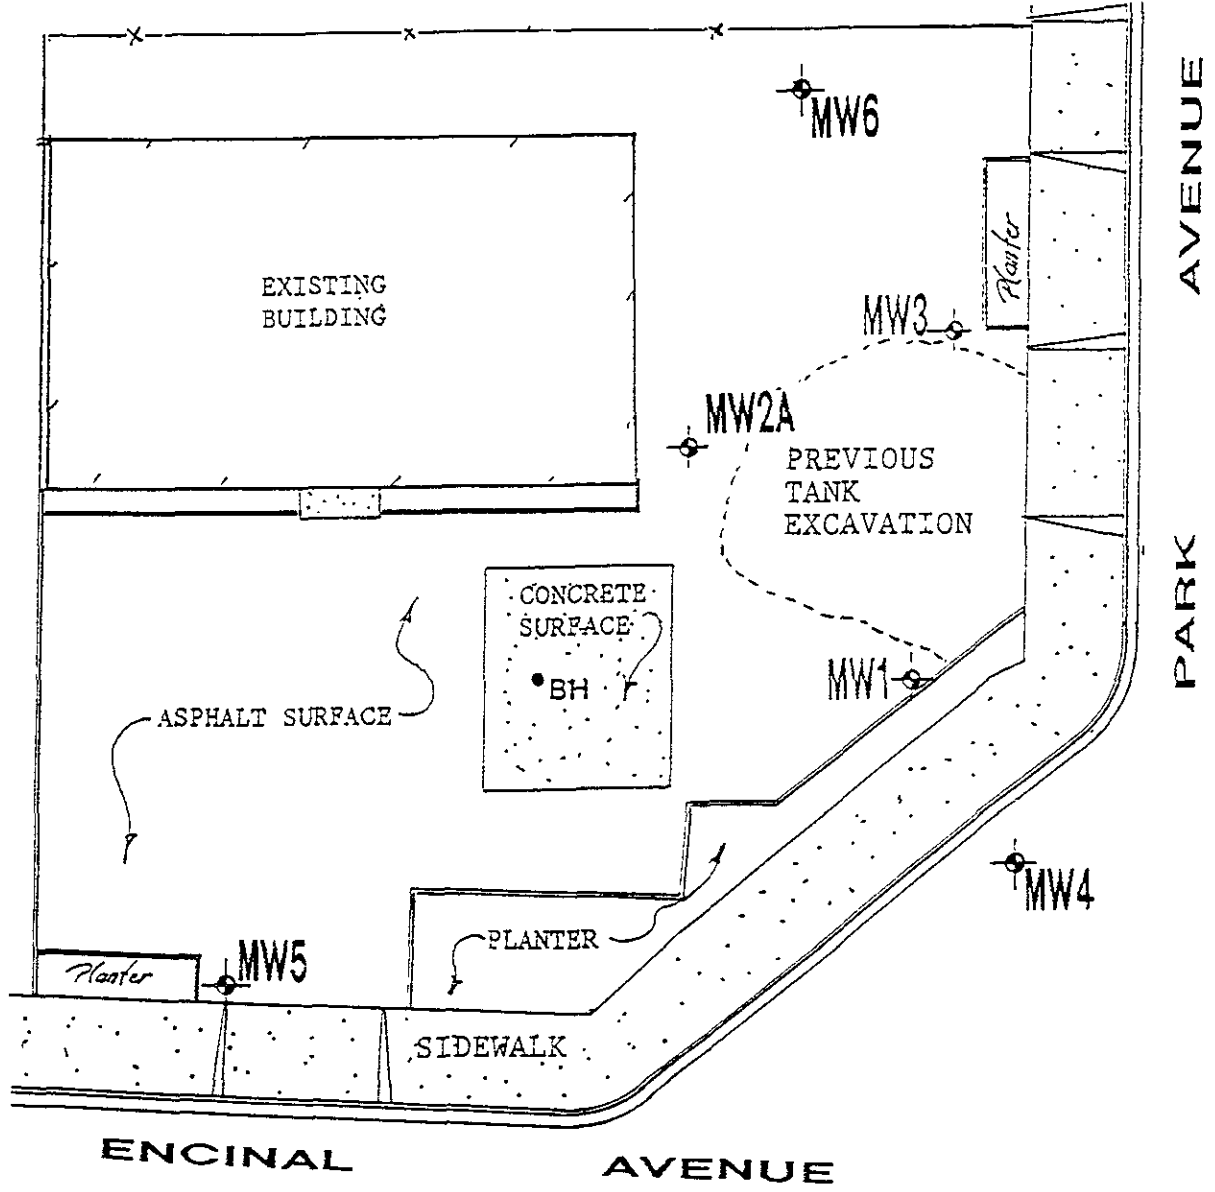 MW6
AVENUE
EXISTING
BUILDING
Planter
MW3
MW2A
PREVIOUS
TANK
EXCAVATION
PARK
CONCRETE
SURFACE
BH
MW1
ASPHALT SURFACE
MW4
PLANTER
MW5
Planter
SIDEWALK
ENCINAL AVENUE